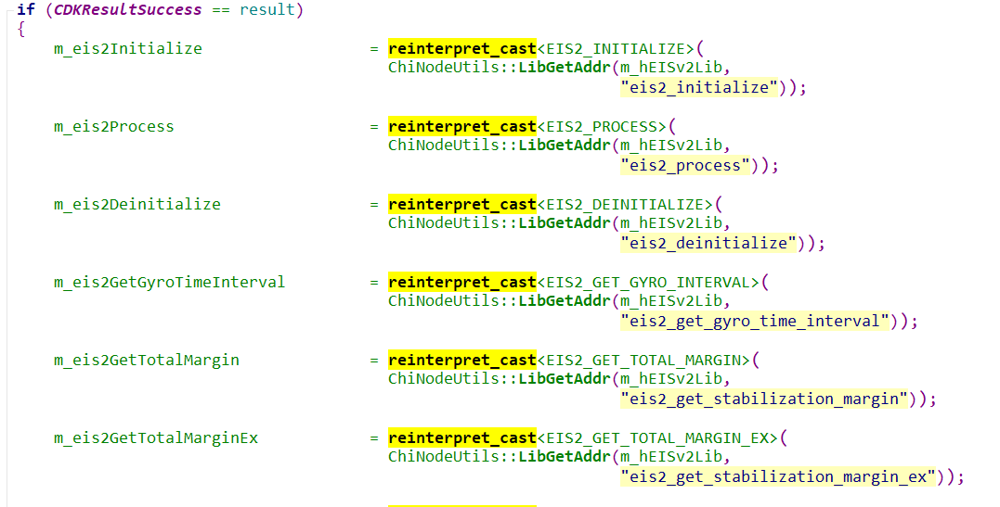 if (CDKResultSuccess == result)
{
m_eis2Initialize = reinterpret_cast<EIS2_INITIALIZE>(
ChiNodeUtils::LibGetAddr(m_hEISv2Lib,
"eis2_initialize"));
m_eis2Process = reinterpret_cast<EIS2_PROCESS>(
ChiNodeUtils::LibGetAddr(m_hEISv2Lib,
"eis2_process"));
m_eis2Deinitialize = reinterpret_cast<EIS2_DEINITIALIZE>(
ChiNodeUtils::LibGetAddr(m_hEISv2Lib,
"eis2_deinitialize"));
m_eis2GetGyroTimeInterval = reinterpret_cast<EIS2_GET_GYRO_INTERVAL>(
ChiNodeUtils::LibGetAddr(m_hEISv2Lib,
"eis2_get_gyro_time_interval"));
m_eis2GetTotalMargin = reinterpret_cast<EIS2_GET_TOTAL_MARGIN>(
ChiNodeUtils::LibGetAddr(m_hEISv2Lib,
"eis2_get_stabilization_margin"));
m_eis2GetTotalMarginEx = reinterpret_cast<EIS2_GET_TOTAL_MARGIN_EX>(
ChiNodeUtils::LibGetAddr(m_hEISv2Lib,
"eis2_get_stabilization_margin_ex"));